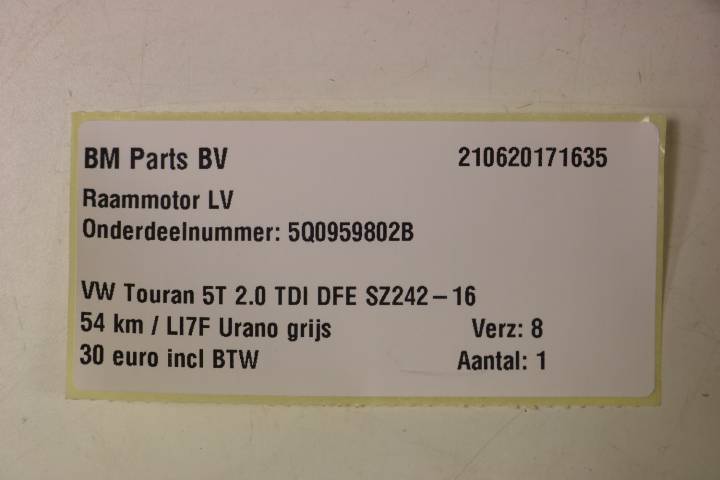 BM Parts BV 210620171635
Raammotor LV
Onderdeelnummer: 5Q0959802B
VW Touran 5T 2.0 TDI DFE SZ242-16
54 km / LI7F Urano grijs Verz: 8
30 euro incl BTW Aantal: 1